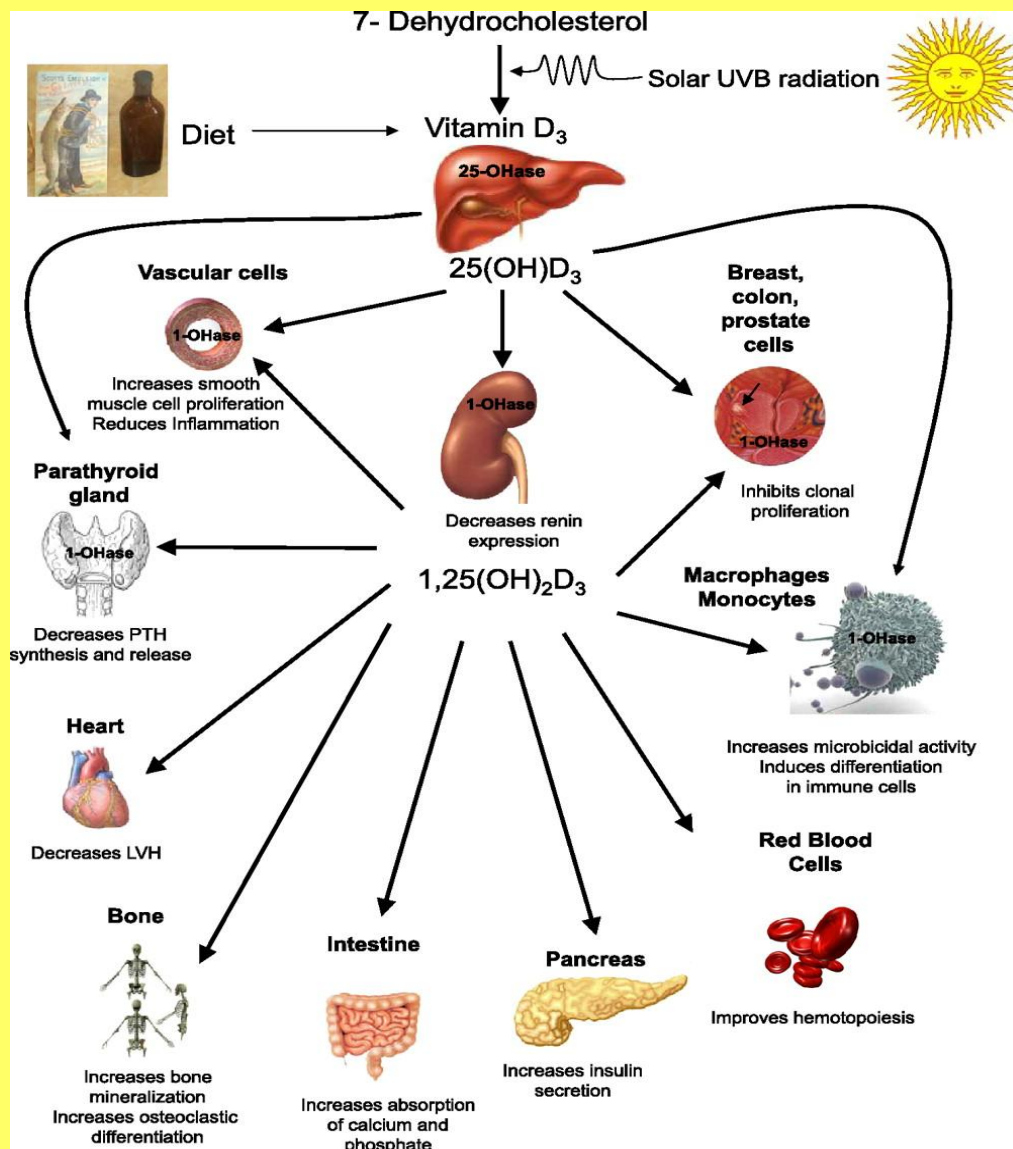 7- Dehydrocholesterol
Solar UVB radiation
SCOTT'S EMULSION
Diet
Vitamin D₃
25-OHase
25(OH)D₃
Vascular cells
1-OHase
Increases smooth
muscle cell proliferation
Reduces Inflammation
1-OHase
Decreases renin
expression
Breast,
colon,
prostate
cells
1-OHase
Inhibits clonal
proliferation
Parathyroid
gland
1-OHase
Decreases PTH
synthesis and release
1,25(OH)₂D₃
Macrophages
Monocytes
1-OHase
Increases microbicidal activity
Induces differentiation
in immune cells
Heart
Decreases LVH
Bone
Increases bone
mineralization
Increases osteoclastic
differentiation
Intestine
Increases absorption
of calcium and
phosphate
Pancreas
Increases insulin
secretion
Red Blood
Cells
Improves hemotopoiesis